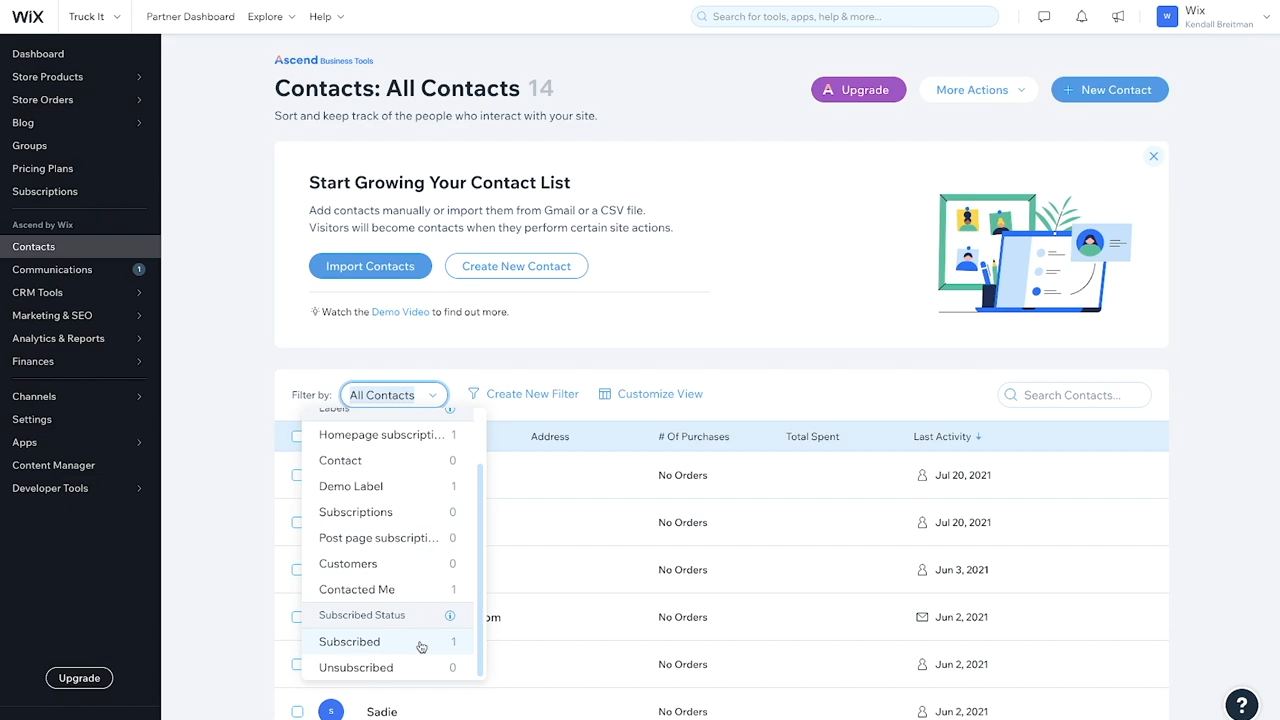 WiX
Truck It
Partner Dashboard
Explore
Help
Search for tools, apps, help & more...
W
Wix
Kendall Breitman
Dashboard
Store Products
Store Orders
Blog
Groups
Pricing Plans
Subscriptions
Ascend by Wix
Contacts
Communications 1
CRM Tools
Marketing & SEO
Analytics & Reports
Finances
Channels
Settings
Apps
Content Manager
Developer Tools
Upgrade
Ascend Business Tools
Contacts: All Contacts 14
Sort and keep track of the people who interact with your site.
A Upgrade
More Actions
+ New Contact
Start Growing Your Contact List
Add contacts manually or import them from Gmail or a CSV file.
Visitors will become contacts when they perform certain site actions.
Import Contacts
Create New Contact
Watch the Demo Video to find out more.
Filter by: All Contacts
Create New Filter
Customize View
Search Contacts...
Address
# Of Purchases
Total Spent
Last Activity
Labels
Homepage subscripti... 1
Contact 0
Demo Label 1
Subscriptions 0
Post page subscripti... 0
Customers 0
Contacted Me 1
Subscribed Status
Subscribed 1
Unsubscribed 0
No Orders Jul 20, 2021
No Orders Jul 20, 2021
No Orders Jun 3, 2021
om No Orders Jun 2, 2021
No Orders Jun 2, 2021
S Sadie No Orders Jun 2, 2021
?